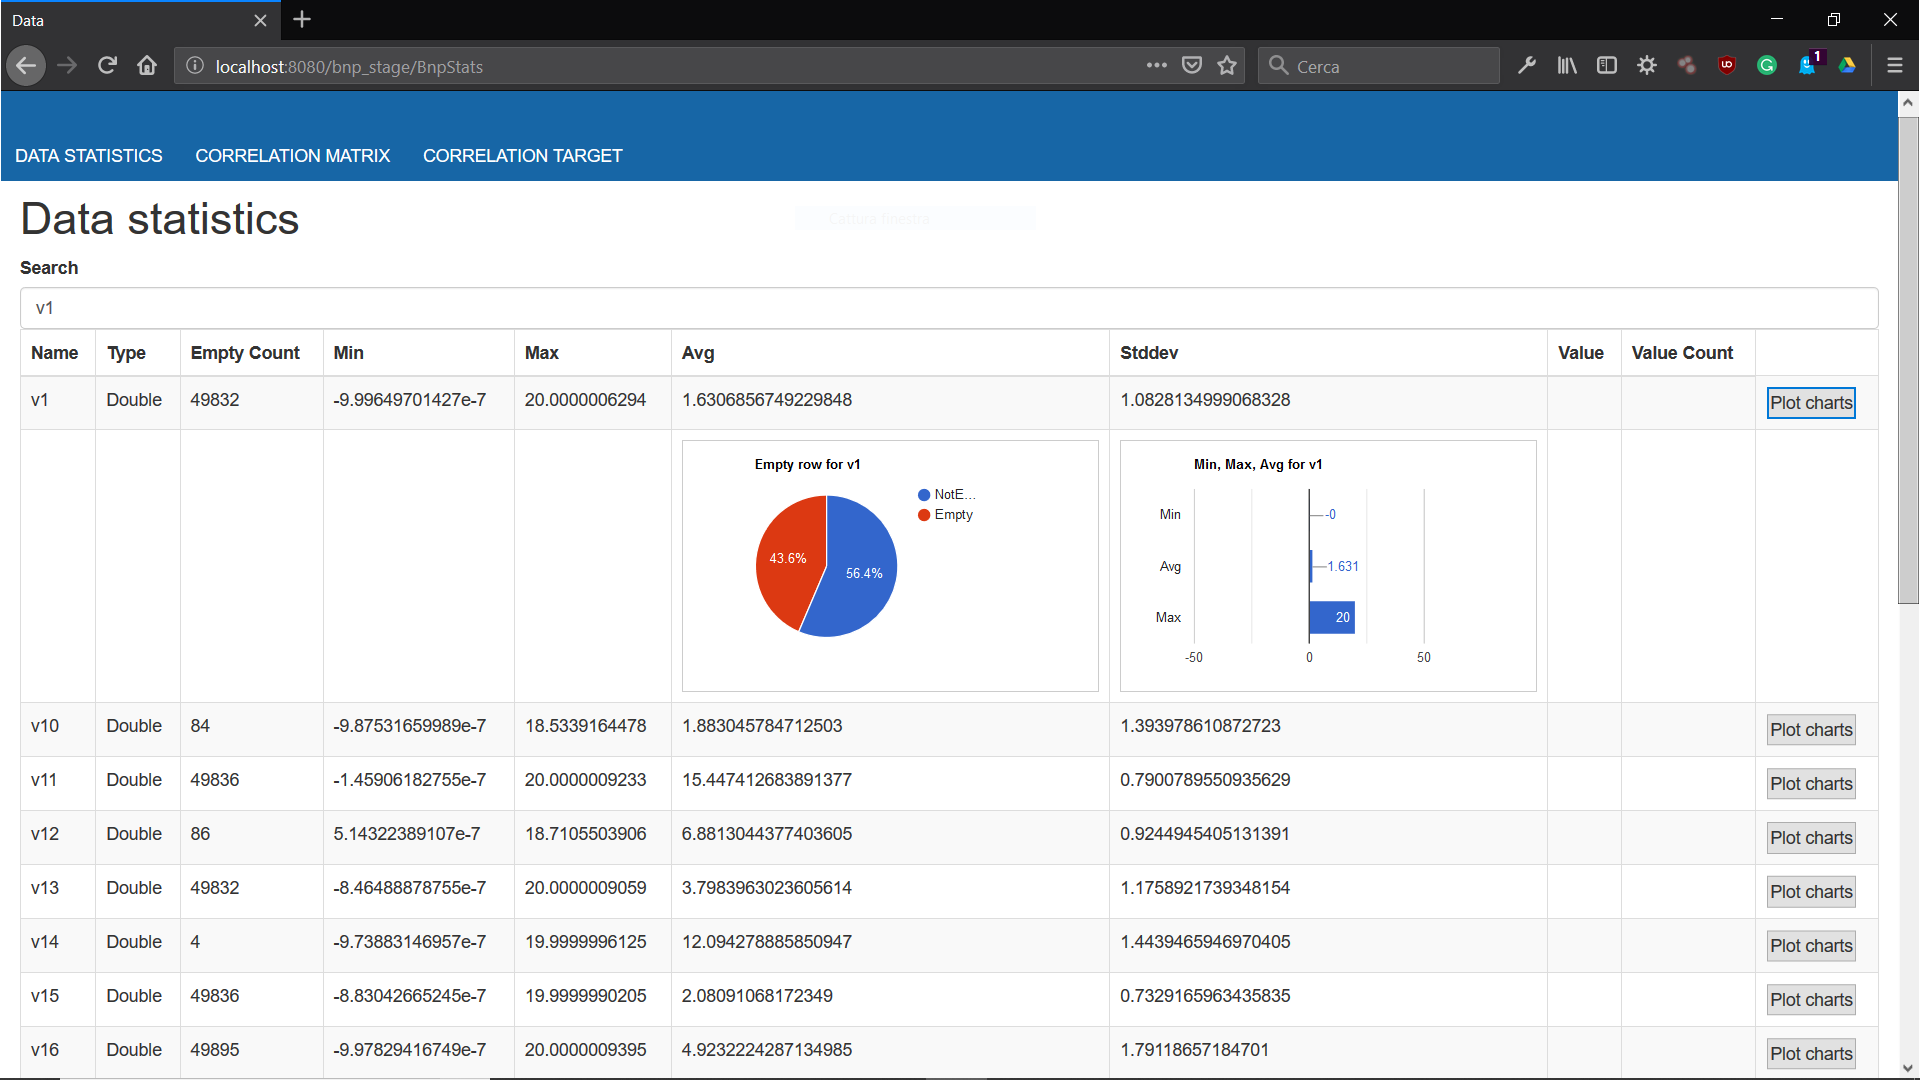 Data
localhost:8080/bnp_stage/BnpStats
Cerca
1
DATA STATISTICS CORRELATION MATRIX CORRELATION TARGET
Data statistics
Cattura finestra
Search
v1
Name Type Empty Count Min Max Avg Stddev Value Value Count
v1 Double 49832 -9.99649701427e-7 20.0000006294 1.6306856749229848 1.0828134999068328 Plot charts
Empty row for v1
NotE...
Empty
43.6%
56.4%
Min, Max, Avg for v1
Min -0
Avg 1.631
Max 20
-50 0 50
v10 Double 84 -9.87531659989e-7 18.5339164478 1.883045784712503 1.393978610872723 Plot charts
v11 Double 49836 -1.45906182755e-7 20.0000009233 15.447412683891377 0.7900789550935629 Plot charts
v12 Double 86 5.14322389107e-7 18.7105503906 6.8813044377403605 0.9244945405131391 Plot charts
v13 Double 49832 -8.46488878755e-7 20.0000009059 3.7983963023605614 1.1758921739348154 Plot charts
v14 Double 4 -9.73883146957e-7 19.9999996125 12.094278885850947 1.4439465946970405 Plot charts
v15 Double 49836 -8.83042665245e-7 19.9999990205 2.08091068172349 0.7329165963435835 Plot charts
v16 Double 49895 -9.97829416749e-7 20.0000009395 4.9232224287134985 1.79118657184701 Plot charts